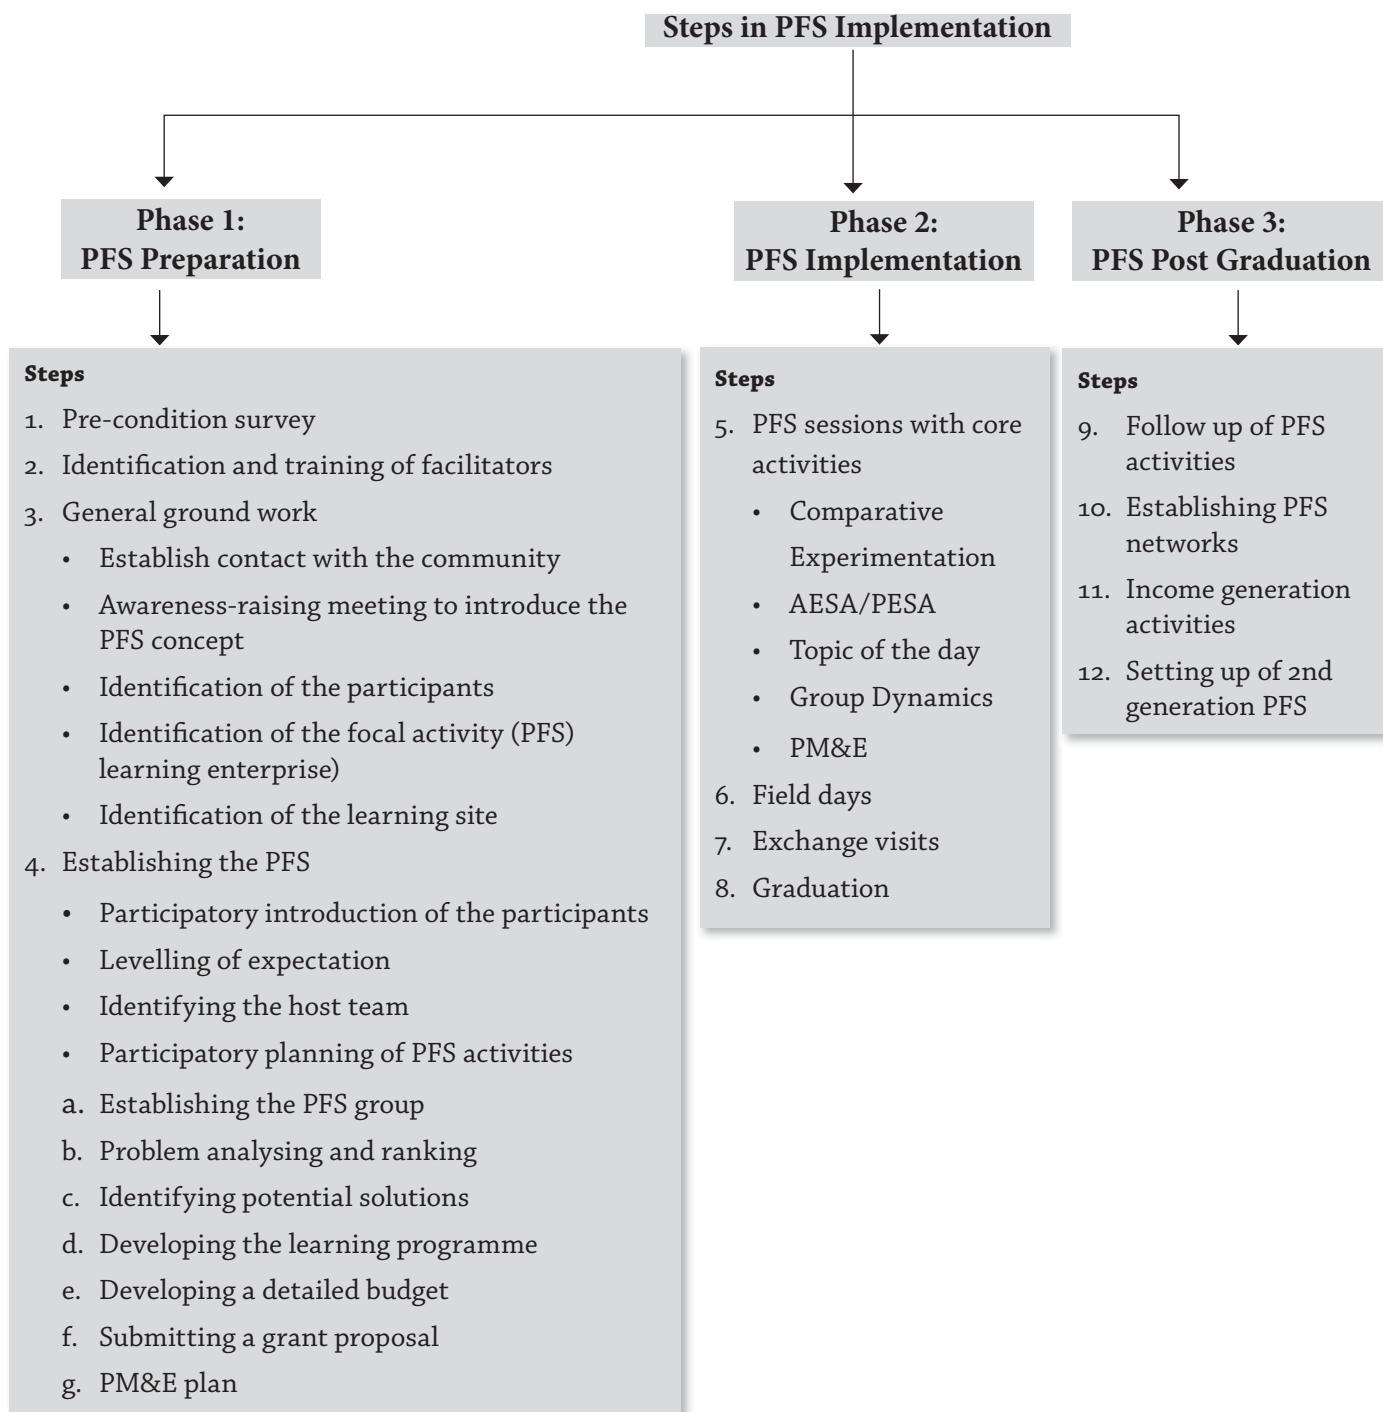 Steps in PFS Implementation
Phase 1:
PFS Preparation
Steps
1. Pre-condition survey
2. Identification and training of facilitators
3. General ground work
• Establish contact with the community
• Awareness-raising meeting to introduce the
PFS concept
• Identification of the participants
• Identification of the focal activity (PFS)
learning enterprise)
• Identification of the learning site
4. Establishing the PFS
• Participatory introduction of the participants
• Levelling of expectation
• Identifying the host team
• Participatory planning of PFS activities
a. Establishing the PFS group
b. Problem analysing and ranking
c. Identifying potential solutions
d. Developing the learning programme
e. Developing a detailed budget
f. Submitting a grant proposal
g. PM&E plan
Phase 2:
PFS Implementation
Steps
5. PFS sessions with core
activities
• Comparative
Experimentation
• AESA/PESA
• Topic of the day
• Group Dynamics
• PM&E
6. Field days
7. Exchange visits
8. Graduation
Phase 3:
PFS Post Graduation
Steps
9. Follow up of PFS
activities
10. Establishing PFS
networks
11. Income generation
activities
12. Setting up of 2nd
generation PFS